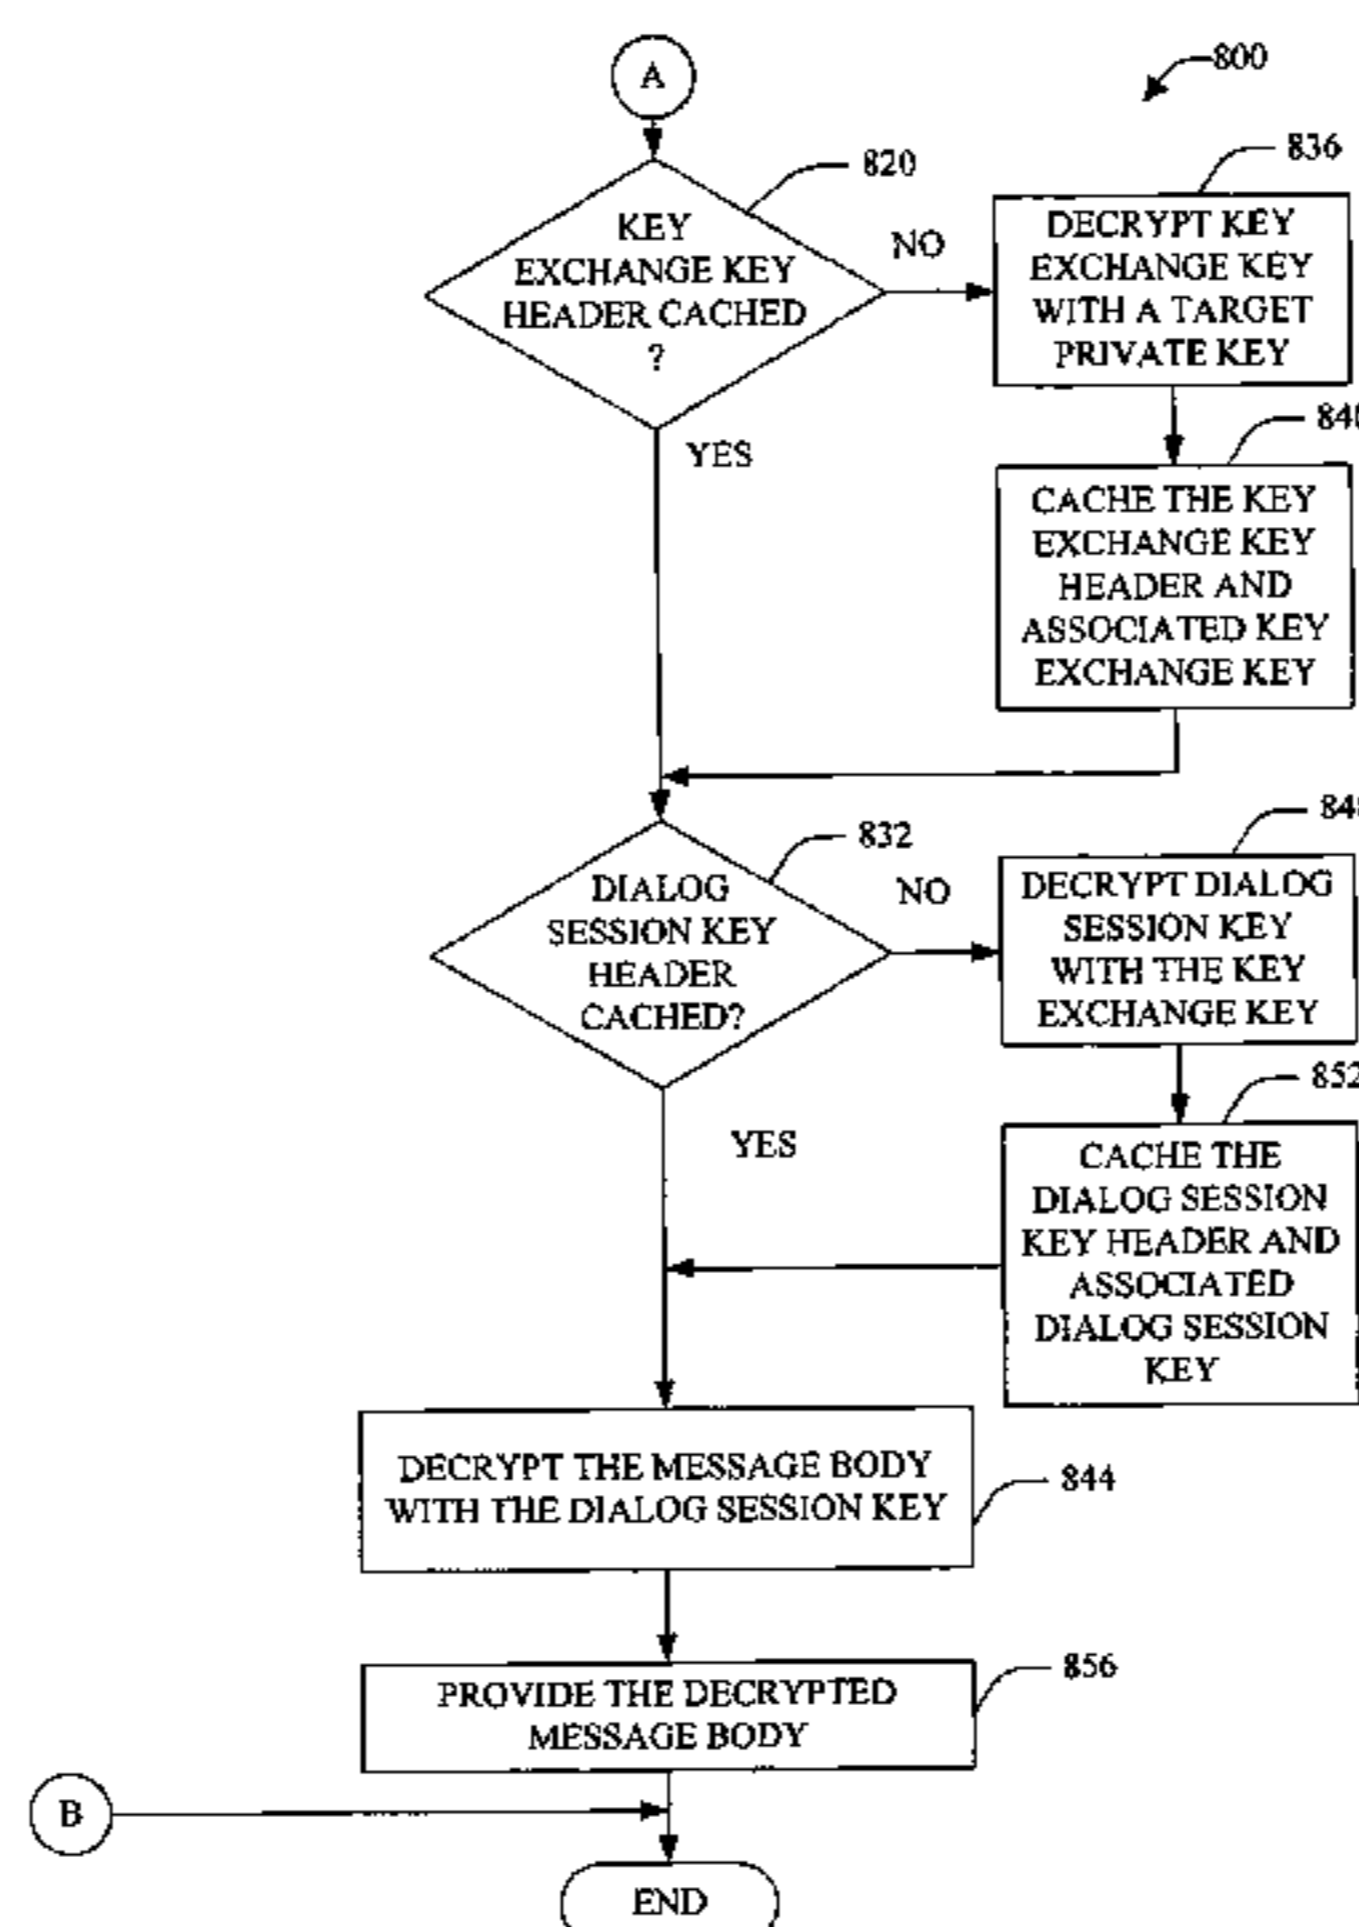 A
800
820
836
KEY
EXCHANGE KEY
HEADER CACHED
?
NO
DECRYPT KEY
EXCHANGE KEY
WITH A TARGET
PRIVATE KEY
YES
CACHE THE KEY
EXCHANGE KEY
HEADER AND
ASSOCIATED KEY
EXCHANGE KEY
832
DIALOG
SESSION KEY
HEADER
CACHED?
NO
DECRYPT DIALOG
SESSION KEY
WITH THE KEY
EXCHANGE KEY
852
YES
CACHE THE
DIALOG SESSION
KEY HEADER AND
ASSOCIATED
DIALOG SESSION
KEY
DECRYPT THE MESSAGE BODY
WITH THE DIALOG SESSION KEY
844
PROVIDE THE DECRYPTED
MESSAGE BODY
856
B
END